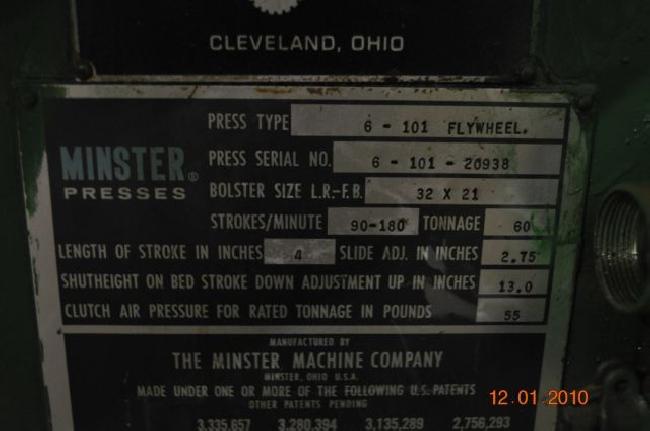 CLEVELAND, OHIO
PRESS TYPE 6 - 101 FLYWHEEL.
MINSTER®
PRESSES
PRESS SERIAL NO. 6 - 101 - 20938
BOLSTER SIZE L.R.-F.B. 32 X 21
STROKES/MINUTE 90-180 TONNAGE 60
LENGTH OF STROKE IN INCHES 4 SLIDE ADJ. IN INCHES 2.75
SHUTHEIGHT ON BED STROKE DOWN ADJUSTMENT UP IN INCHES 13.0
CLUTCH AIR PRESSURE FOR RATED TONNAGE IN POUNDS 55
MANUFACTURED BY
THE MINSTER MACHINE COMPANY
MINSTER, OHIO U.S.A.
MADE UNDER ONE OR MORE OF THE FOLLOWING U.S. PATENTS
OTHER PATENTS PENDING
3,335,657 3,280,394 3,135,289 2,756,293
12.01.2010